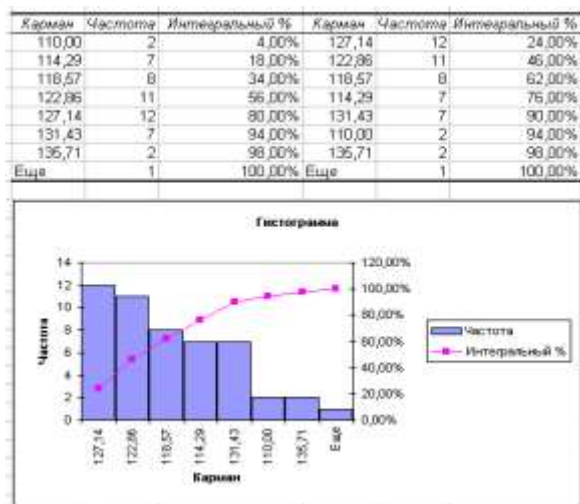 Карман Частота Интегральный % Карман Частота Интегральный %
110,00 2 4,00% 127,14 12 24,00%
114,29 7 18,00% 122,86 11 46,00%
118,57 8 34,00% 118,57 8 62,00%
122,86 11 56,00% 114,29 7 76,00%
127,14 12 80,00% 131,43 7 90,00%
131,43 7 94,00% 110,00 2 94,00%
135,71 2 98,00% 135,71 2 98,00%
Еще 1 100,00% Еще 1 100,00%
Гистограмма
14 120,00%
12 100,00%
10 80,00%
8 60,00%
6 40,00%
4 20,00%
2 0,00%
0
Частота
127,14 122,86 118,57 114,29 131,43 110,00 135,71 Еще
Карман
Частота
Интегральный %